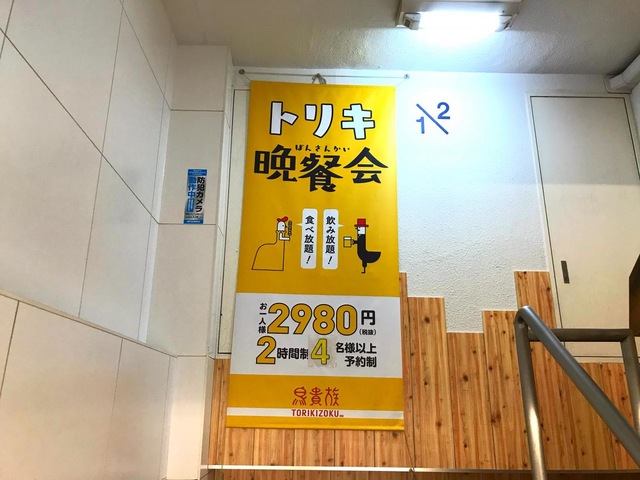 トリキ
ばんさんかい
晩餐会
飲み放題!
食べ放題!
お一人様2980円(税抜)
2時間制4名様以上
予約制
鳥貴族
TORIKIZOKU
1\2
防犯カメラ
動作中!!